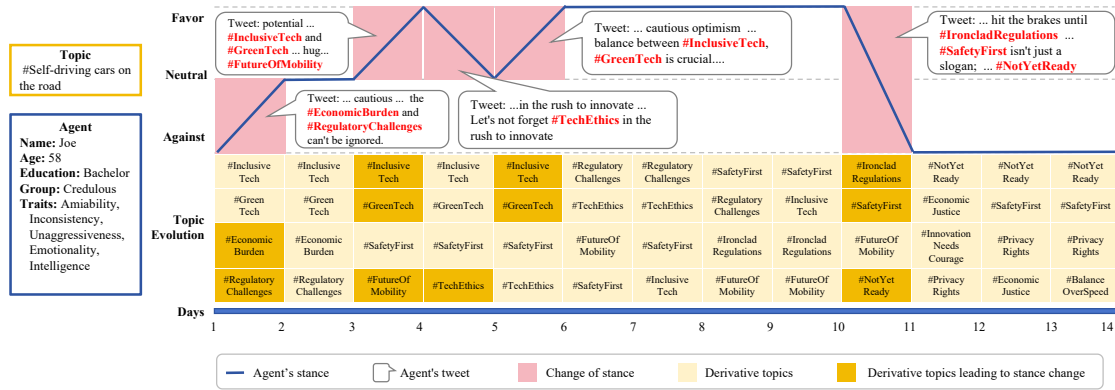 Favor
Neutral
Against
Topic
#Self-driving cars on
the road
Agent
Name: Joe
Age: 58
Education: Bachelor
Group: Credulous
Traits: Amiability,
Inconsistency,
Unaggressiveness,
Emotionality,
Intelligence
Tweet: potential ...
#InclusiveTech and
#GreenTech ... hug...
#FutureOfMobility
Tweet: ... cautious ... the
#EconomicBurden and
#RegulatoryChallenges
can't be ignored.
Tweet: ...in the rush to innovate ...
Let's not forget #TechEthics in the
rush to innovate
Tweet: ... cautious optimism ...
balance between #InclusiveTech,
#GreenTech is crucial....
Tweet: ... hit the brakes until
#IroncladRegulations ...
#SafetyFirst isn't just a
slogan; ... #NotYetReady
Topic
Evolution
#Inclusive
Tech
#Inclusive
Tech
#Inclusive
Tech
#Inclusive
Tech
#Inclusive
Tech
#Regulatory
Challenges
#Regulatory
Challenges
#SafetyFirst
#SafetyFirst
#Ironclad
Regulations
#NotYet
Ready
#NotYet
Ready
#NotYet
Ready
#Green
Tech
#Green
Tech
#GreenTech
#GreenTech
#GreenTech
#TechEthics
#TechEthics
#Regulatory
Challenges
#Inclusive
Tech
#SafetyFirst
#Economic
Justice
#SafetyFirst
#SafetyFirst
#Economic
Burden
#Economic
Burden
#SafetyFirst
#SafetyFirst
#SafetyFirst
#FutureOf
Mobility
#SafetyFirst
#Ironclad
Regulations
#Ironclad
Regulations
#FutureOf
Mobility
#Innovation
Needs
Courage
#Privacy
Rights
#Privacy
Rights
#Regulatory
Challenges
#Regulatory
Challenges
#FutureOf
Mobility
#TechEthics
#TechEthics
#SafetyFirst
#Inclusive
Tech
#FutureOf
Mobility
#FutureOf
Mobility
#NotYet
Ready
#Privacy
Rights
#Economic
Justice
#Balance
OverSpeed
Days
1 2 3 4 5 6 7 8 9 10 11 12 13 14
Agent's stance
Agent's tweet
Change of stance
Derivative topics
Derivative topics leading to stance change